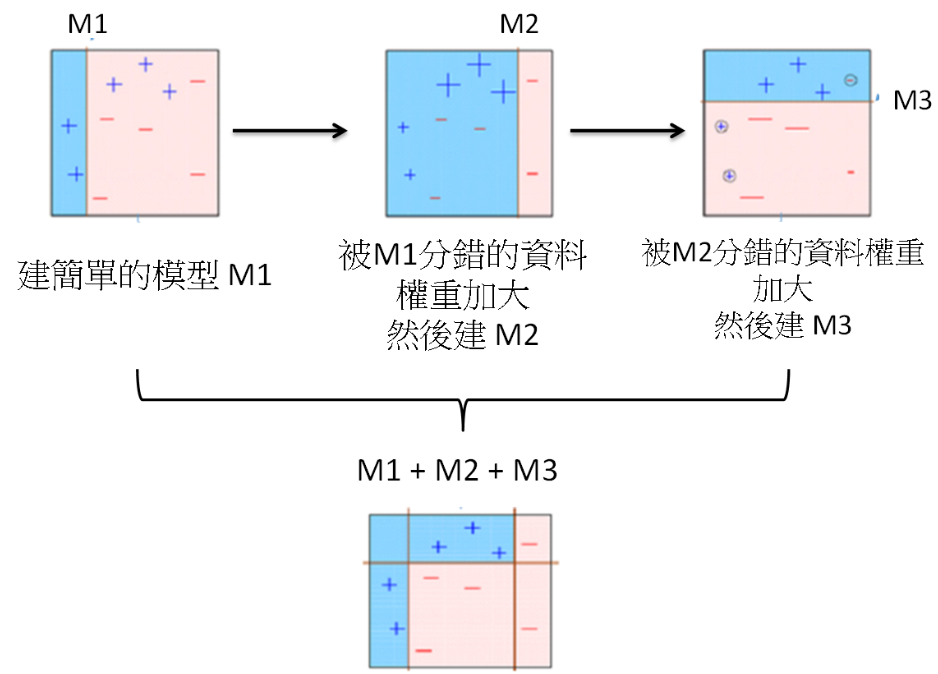 M1
M2
M3
建簡單的模型 M1
被M1分錯的資料
權重加大
然後建 M2
被M2分錯的資料權重
加大
然後建 M3
M1 + M2 + M3